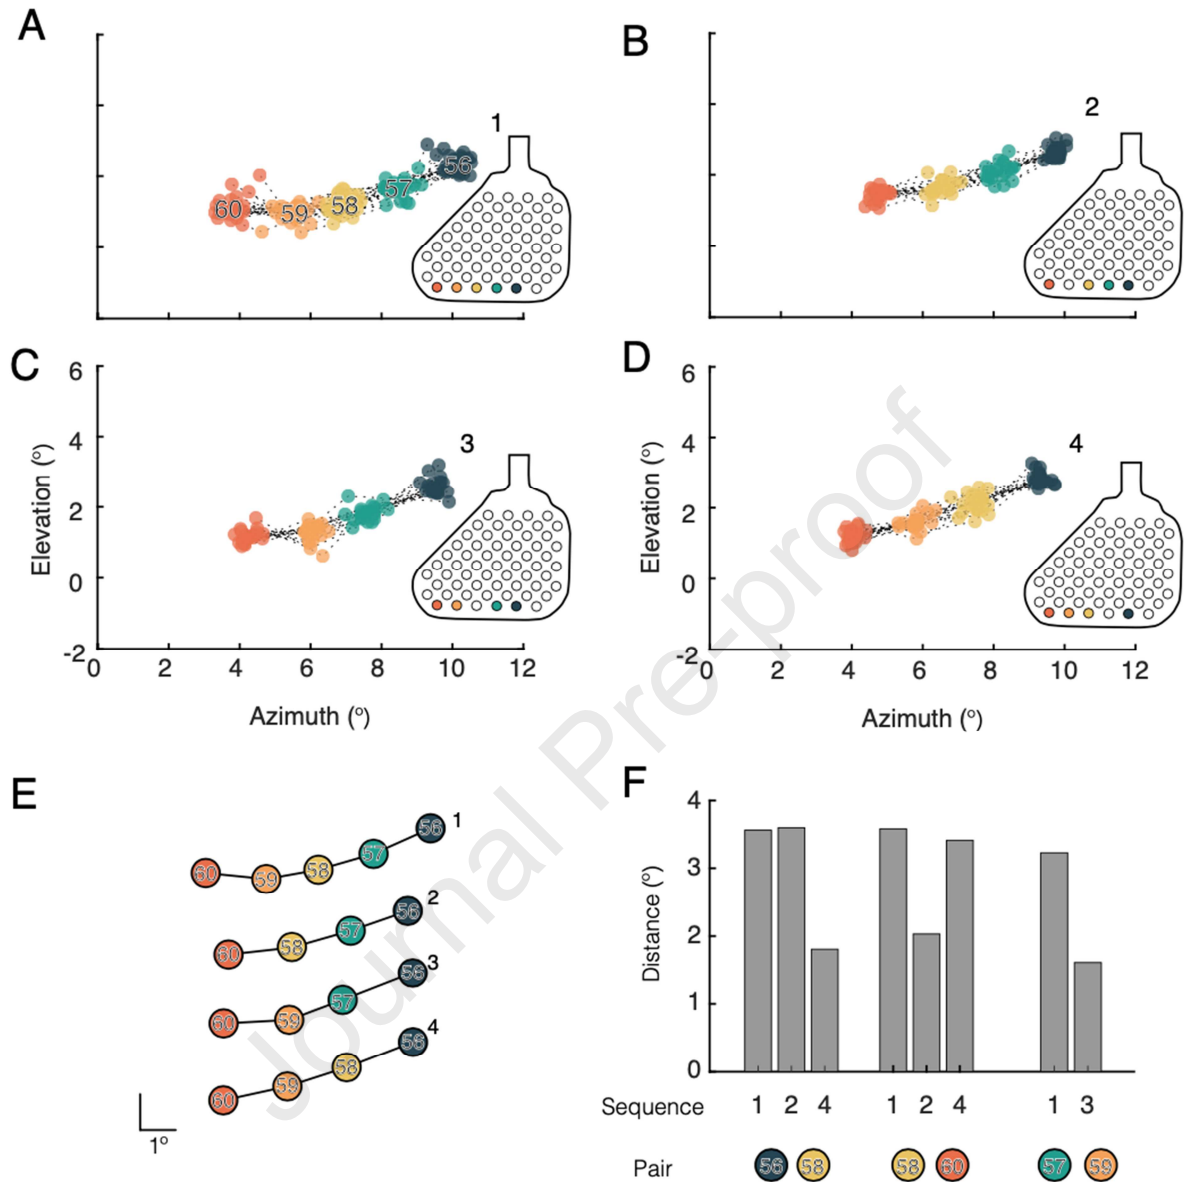 A
B
1
2
60
59
58
57
56
C
D
3
4
6
4
2
0
-2
Elevation (°)
0 2 4 6 8 10 12
Azimuth (°)
6
4
2
0
-2
Elevation (°)
0 2 4 6 8 10 12
Azimuth (°)
Journal Pre-proof
E
60 59 58 57 56 1
60 58 57 56 2
60 59 57 56 3
60 59 58 56 4
1°
F
4
3
2
1
0
Distance (°)
Sequence 1 2 4 1 2 4 1 3
Pair 56 58 58 60 57 59